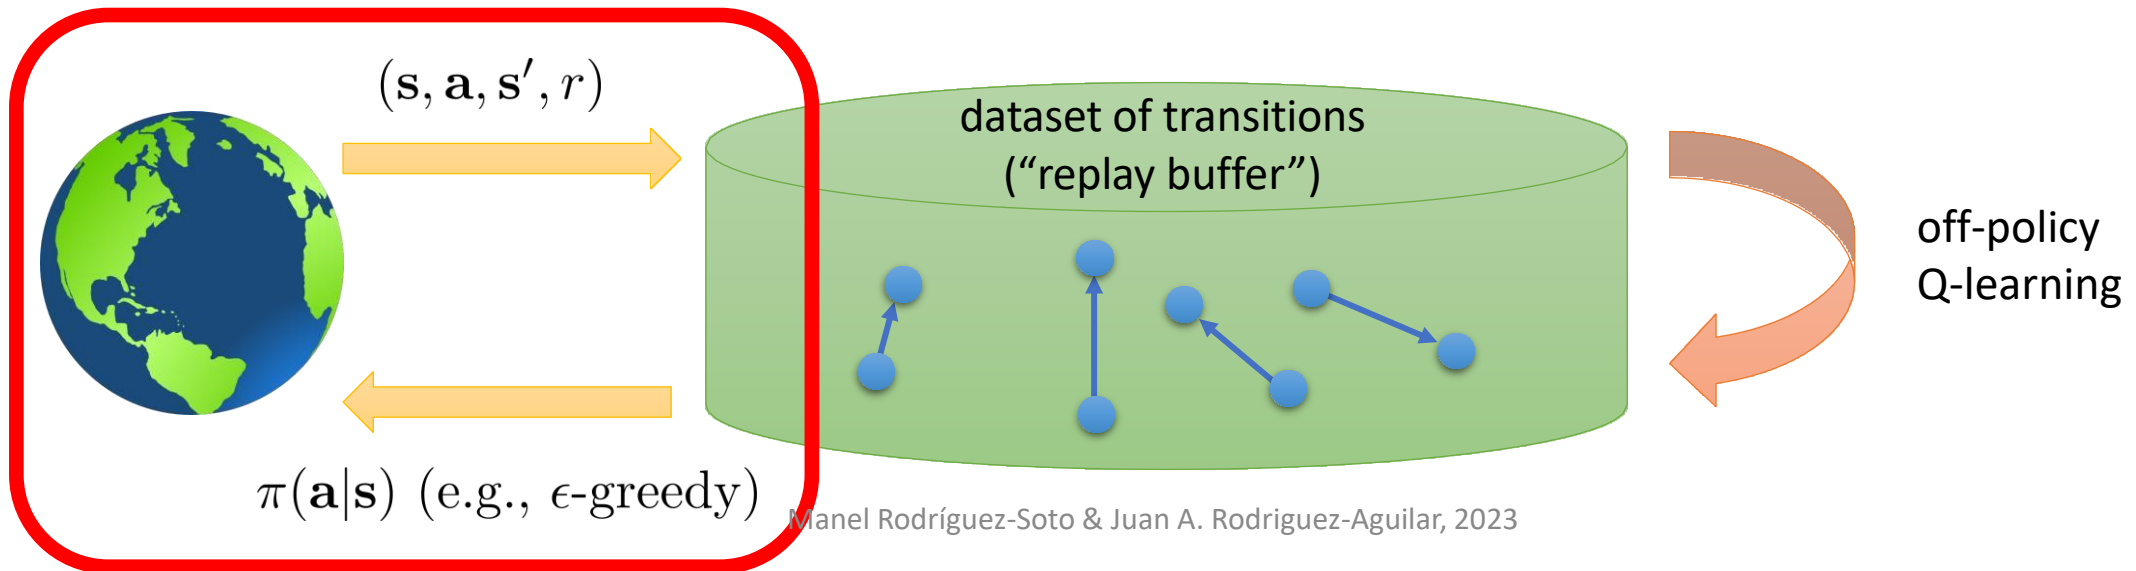 (s, a, s′, r)
dataset of transitions
(“replay buffer”)
off-policy
Q-learning
π(a|s) (e.g., ϵ-greedy)
Manel Rodríguez-Soto & Juan A. Rodriguez-Aguilar, 2023